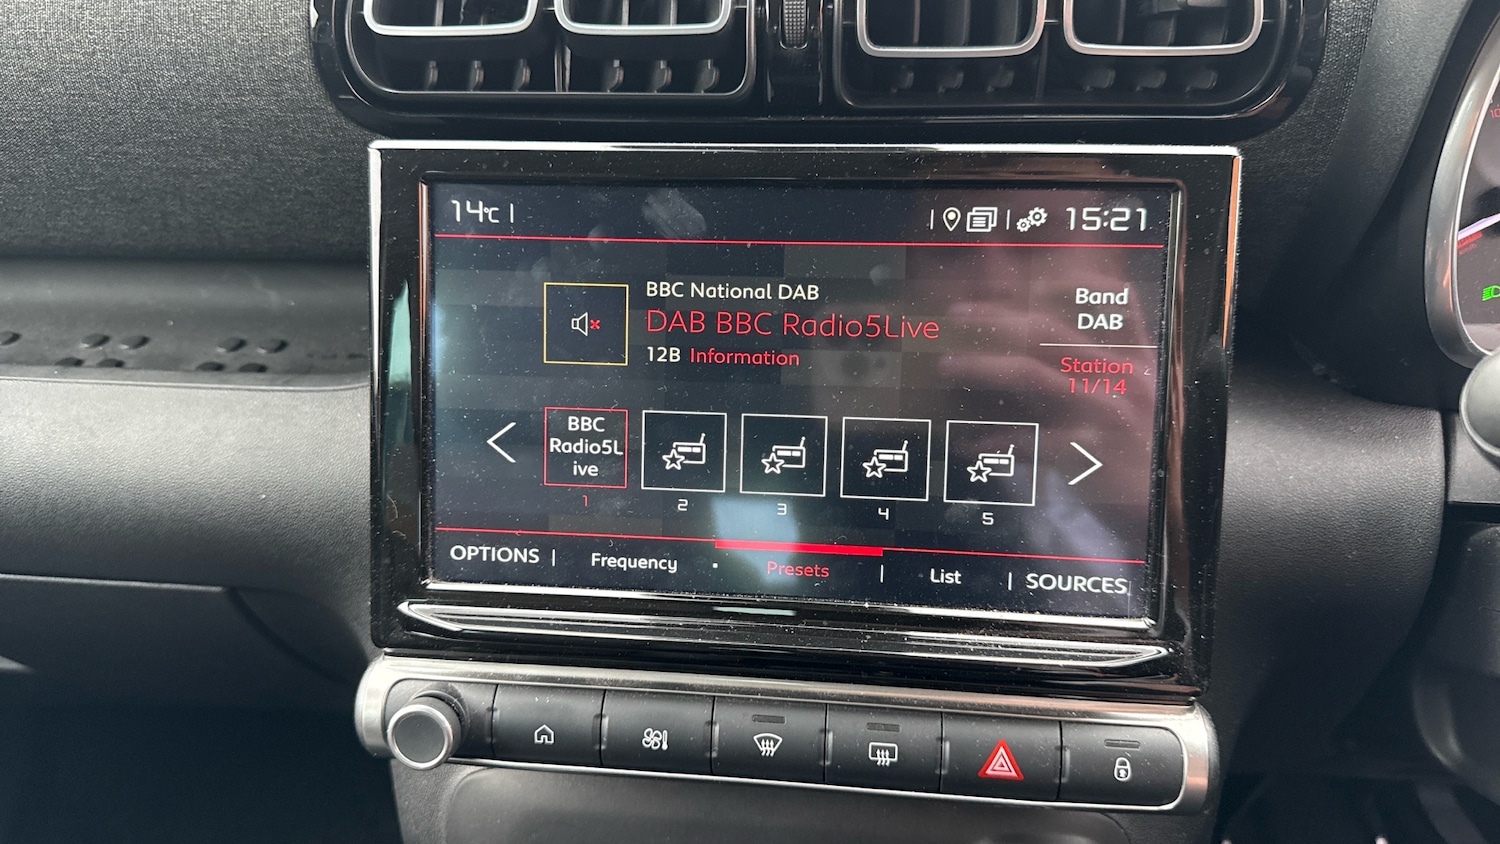 14°C
15:21
BBC National DAB
DAB BBC Radio5Live
12B Information
Band
DAB
Station
11/14
BBC
Radio5L
ive
1
2
3
4
5
OPTIONS
Frequency
Presets
List
SOURCES